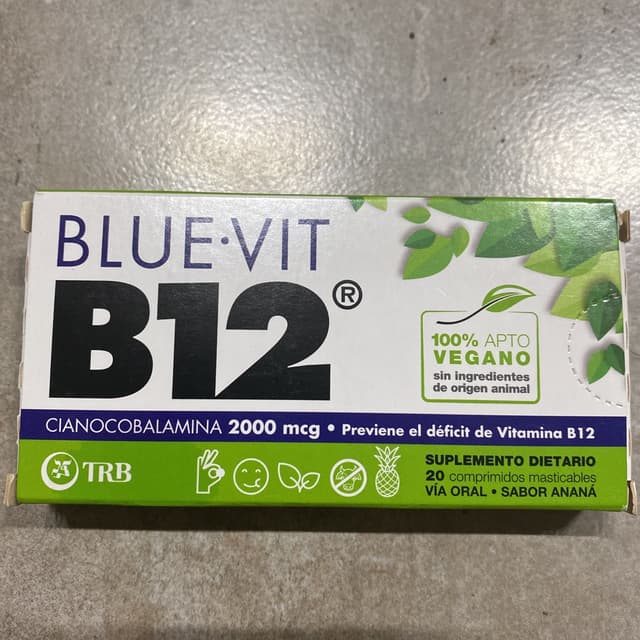 BLUE·VIT
B12®
100% APTO
VEGANO
sin ingredientes
de origen animal
CIANOCOBALAMINA 2000 mcg • Previene el déficit de Vitamina B12
TRB
SUPLEMENTO DIETARIO
20 comprimidos masticables
VÍA ORAL • SABOR ANANÁ